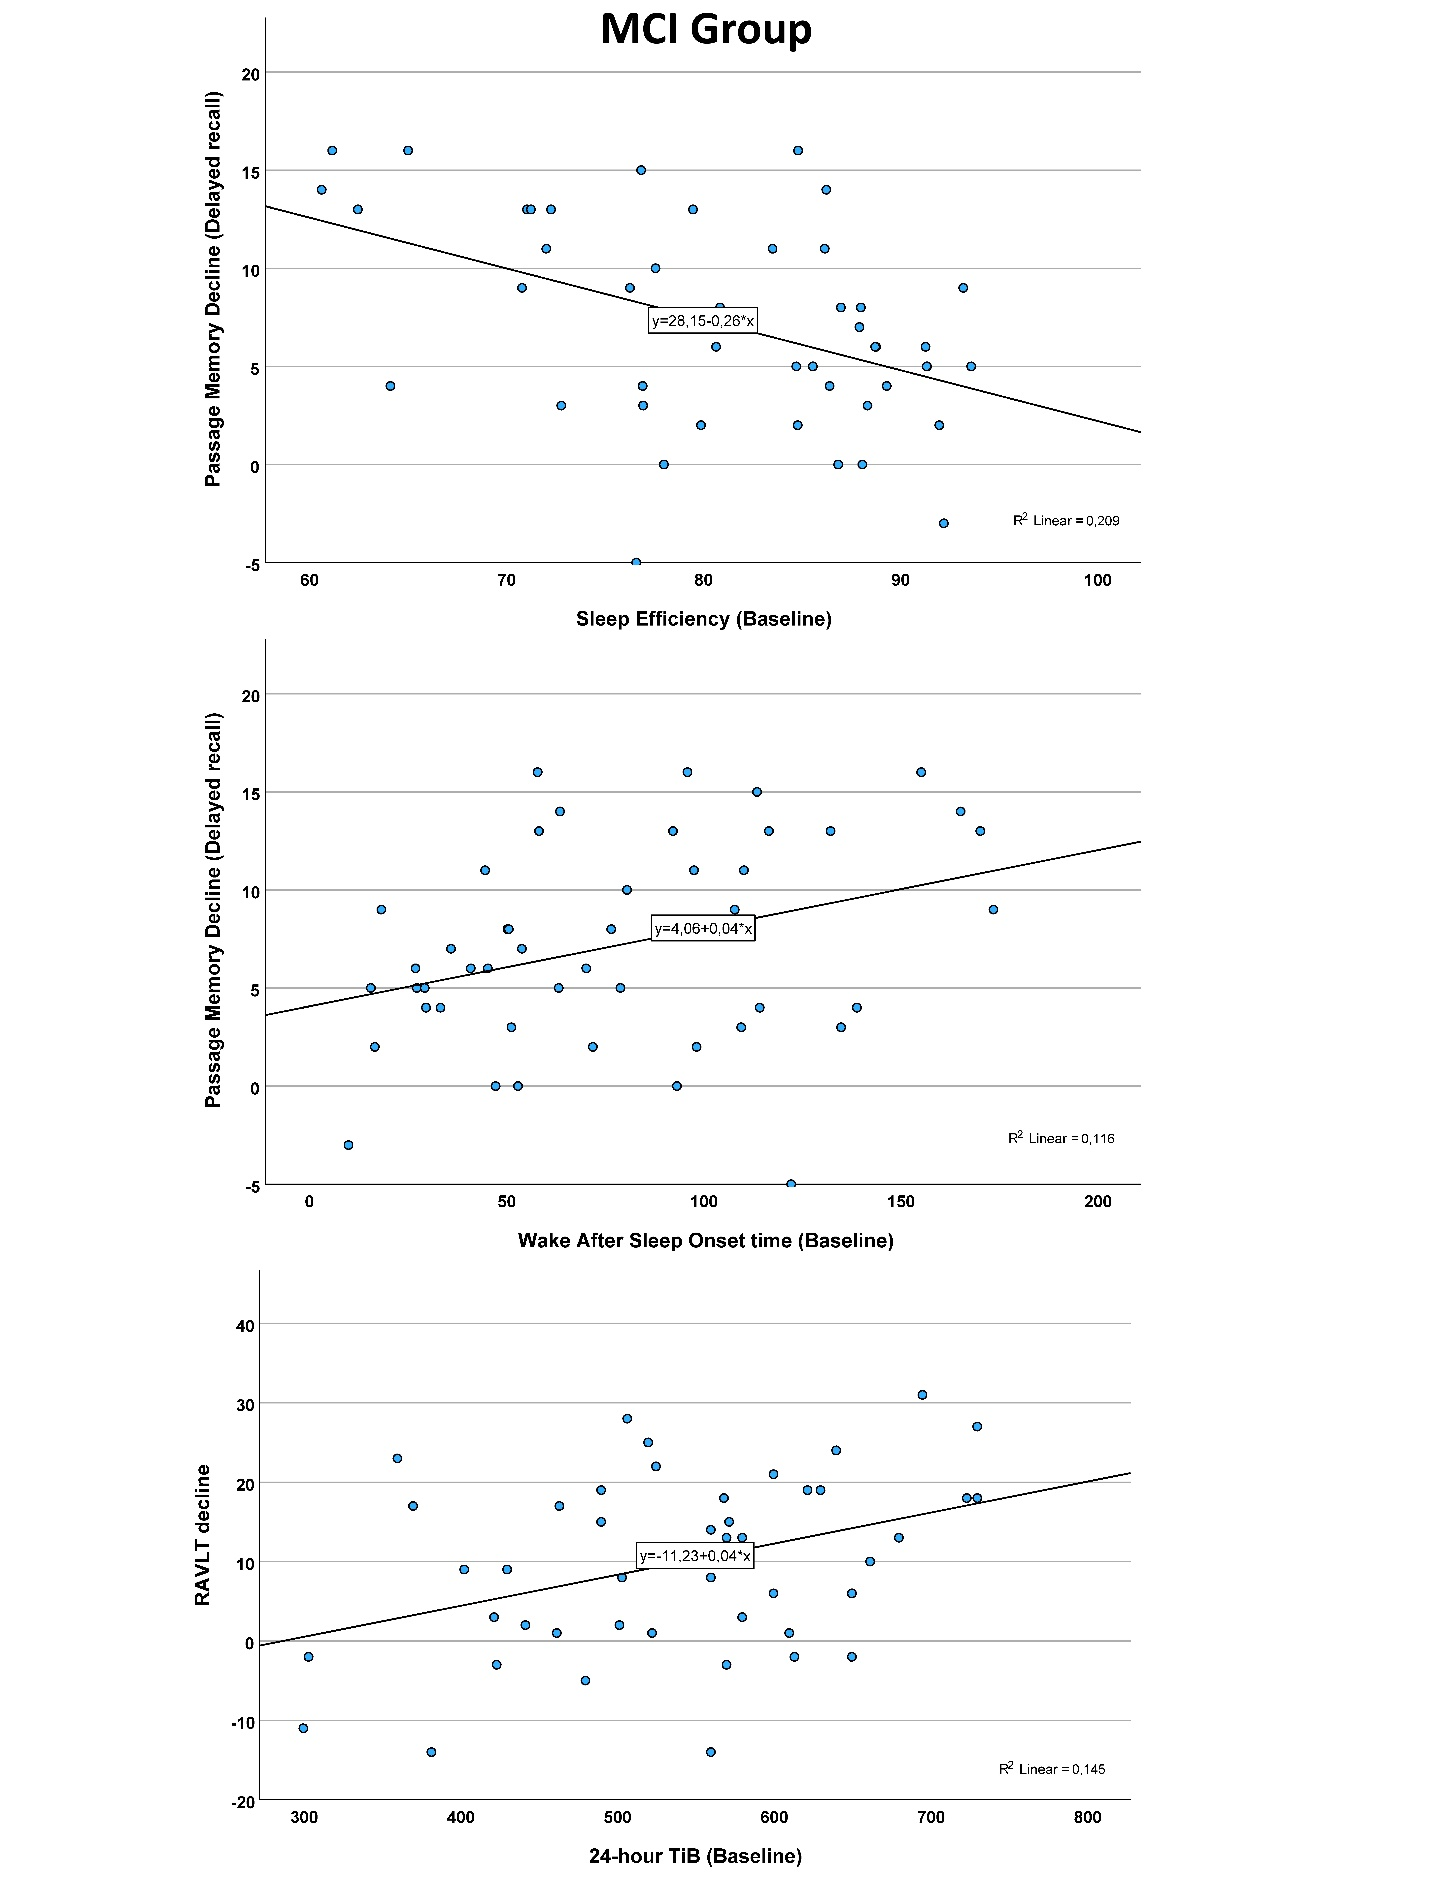 MCI Group
Passage Memory Decline (Delayed recall)
20
15
10
5
0
-5
y=28,15-0,26*x
R2 Linear = 0,209
60 70 80 90 100
Sleep Efficiency (Baseline)
Passage Memory Decline (Delayed recall)
20
15
10
5
0
-5
y=4,06+0,04*x
R2 Linear = 0,116
0 50 100 150 200
Wake After Sleep Onset time (Baseline)
RAVLT decline
40
30
20
10
0
-10
-20
y=-11,23+0,04*x
R2 Linear = 0,145
300 400 500 600 700 800
24-hour TiB (Baseline)